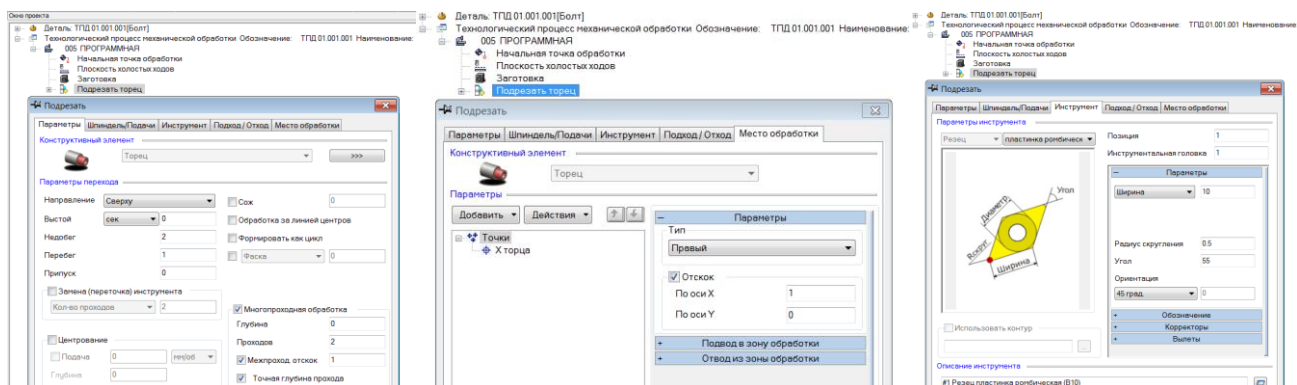 Окно проекта
Деталь: ТПД 01.001.001[Болт]
Технологический процесс механической обработки Обозначение: ТПД 01.001.001 Наименование:
005 ПРОГРАММНАЯ
Начальная точка обработки
Плоскость холостых ходов
Заготовка
Подрезать торец
Подрезать
Параметры Шпиндель/Подачи Инструмент Подход / Отход Место обработки
Конструктивный элемент
Торец >>>
Параметры перехода
Направление Сверху Сож 0
Выстой сек 0 Обработка за линией центров
Недобег 2 Формировать как цикл
Перебег 1 Фаска 0
Припуск 0
Замена (переточка) инструмента
Кол-во проходов 2 Многопроходная обработка
Глубина 0
Центрование Проходов 2
Подача 0 мм/об Межпроход. отскок 1
Глубина 0 Точная глубина прохода
Деталь: ТПД 01.001.001[Болт]
Технологический процесс механической обработки Обозначение: ТПД 01.001.001 Наименование:
005 ПРОГРАММНАЯ
Начальная точка обработки
Плоскость холостых ходов
Заготовка
Подрезать торец
Подрезать
Параметры Шпиндель/Подачи Инструмент Подход / Отход Место обработки
Конструктивный элемент
Торец
Параметры
Добавить Действия
Точки
X торца
− Параметры
Тип
Правый
Отскок
По оси X 1
По оси Y 0
+ Подвод в зону обработки
+ Отвод из зоны обработки
Деталь: ТПД 01.001.001[Болт]
Технологический процесс механической обработки Обозначение: ТПД 01.001.001 Наименование
005 ПРОГРАММНАЯ
Начальная точка обработки
Плоскость холостых ходов
Заготовка
Подрезать торец
Подрезать
Параметры Шпиндель/Подачи Инструмент Подход / Отход Место обработки
Параметры инструмента
Резец пластинка ромбическ
Позиция 1
Инструментальная головка 1
Диаметр
Угол
Rокруг.
Ширина
− Параметры
Ширина 10
Радиус скругления 0.5
Угол 55
Ориентация
45 град. 0
+ Обозначение
+ Корректоры
+ Вылеты
Использовать контур
...
Описание инструмента
#1 Резец пластинка ромбическая (B10)